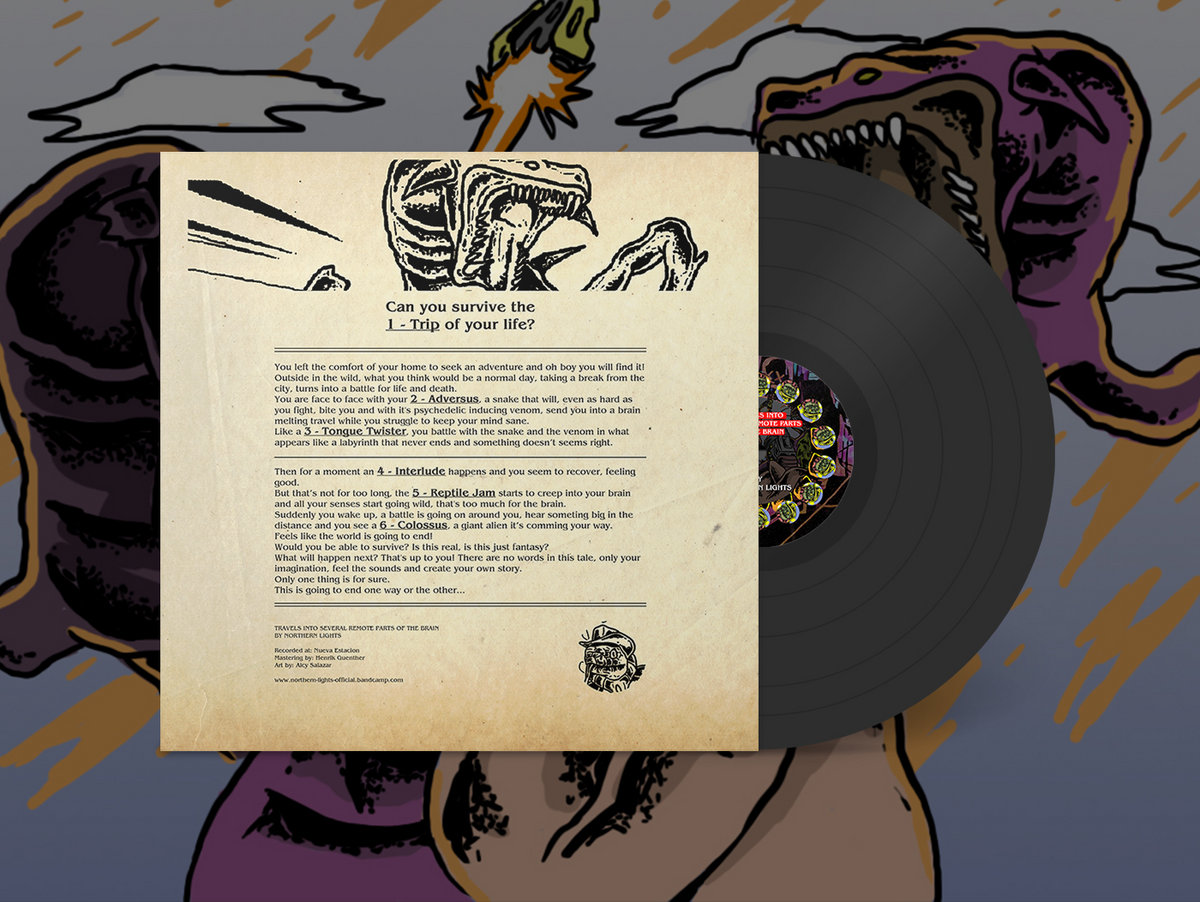 Can you survive the
1 - Trip of your life?
You left the comfort of your home to seek an adventure and oh boy you will find it!
Outside in the wild, what you think would be a normal day, taking a break from the
city, turns into a battle for life and death.
You are face to face with your 2 - Adversus, a snake that will, even as hard as
you fight, bite you and with it's psychedelic inducing venom, send you into a brain
melting travel while you struggle to keep your mind sane.
Like a 3 - Tongue Twister, you battle with the snake and the venom in what
appears like a labyrinth that never ends and something doesn't seems right.
Then for a moment an 4 - Interlude happens and you seem to recover, feeling
good.
But that's not for too long, the 5 - Reptile Jam starts to creep into your brain
and all your senses start going wild, that's too much for the brain.
Suddenly you wake up, a battle is going on around you, hear someting big in the
distance and you see a 6 - Colossus, a giant alien it's comming your way.
Feels like the world is going to end!
Would you be able to survive? Is this real, is this just fantasy?
What will happen next? That's up to you! There are no words in this tale, only your
imagination, feel the sounds and create your own story.
Only one thing is for sure.
This is going to end one way or the other...
TRAVELS INTO SEVERAL REMOTE PARTS OF THE BRAIN
BY NORTHERN LIGHTS
Recorded at: Nueva Estacion
Mastering by: Henrik Guenther
Art by: Alcy Salazar
www.northern-lights-official.bandcamp.com
S INTO
MOTE PARTS
E BRAIN
Y
N LIGHTS